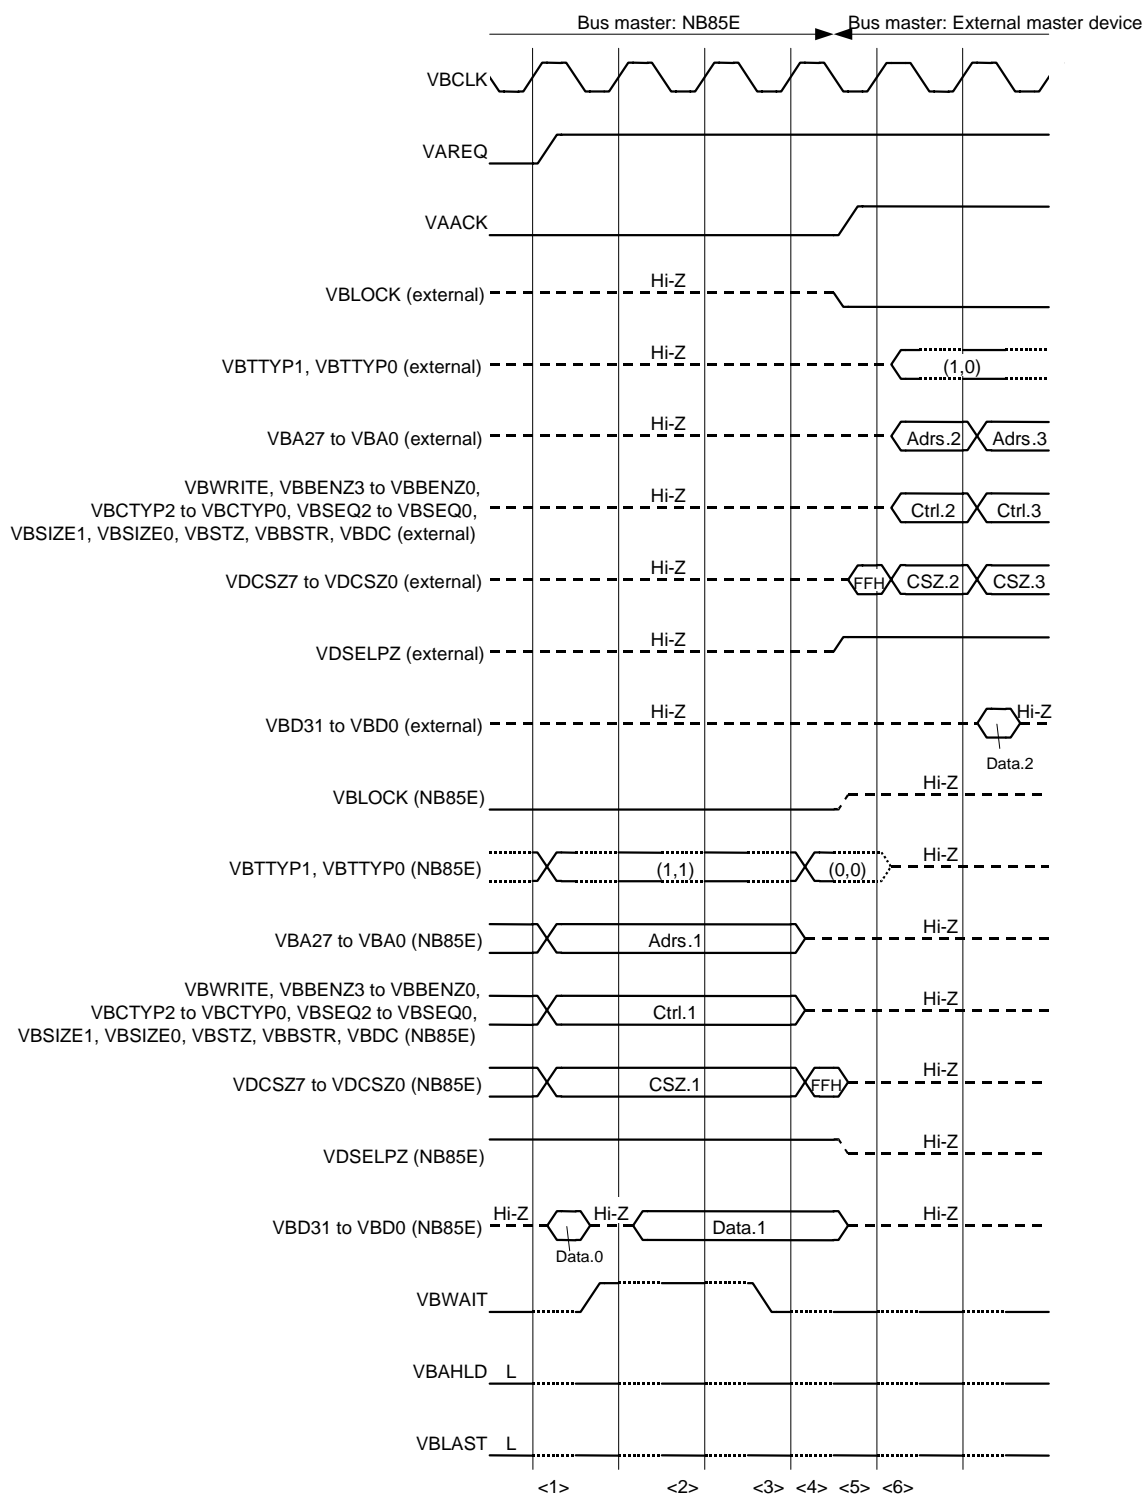 Bus master: NB85E
Bus master: External master device
VBCLK
VAREQ
VAACK
VBLOCK (external)
Hi-Z
VBTTYP1, VBTTYP0 (external)
Hi-Z
(1,0)
VBA27 to VBA0 (external)
Hi-Z
Adrs.2
Adrs.3
VBWRITE, VBBENZ3 to VBBENZ0,
VBCTYP2 to VBCTYP0, VBSEQ2 to VBSEQ0,
VBSIZE1, VBSIZE0, VBSTZ, VBBSTR, VBDC (external)
Hi-Z
Ctrl.2
Ctrl.3
VDCSZ7 to VDCSZ0 (external)
Hi-Z
FFH
CSZ.2
CSZ.3
VDSELPZ (external)
Hi-Z
VBD31 to VBD0 (external)
Hi-Z
Hi-Z
Data.2
VBLOCK (NB85E)
Hi-Z
VBTTYP1, VBTTYP0 (NB85E)
(1,1)
(0,0)
Hi-Z
VBA27 to VBA0 (NB85E)
Adrs.1
Hi-Z
VBWRITE, VBBENZ3 to VBBENZ0,
VBCTYP2 to VBCTYP0, VBSEQ2 to VBSEQ0,
VBSIZE1, VBSIZE0, VBSTZ, VBBSTR, VBDC (NB85E)
Ctrl.1
Hi-Z
VDCSZ7 to VDCSZ0 (NB85E)
CSZ.1
FFH
Hi-Z
VDSELPZ (NB85E)
Hi-Z
VBD31 to VBD0 (NB85E)
Hi-Z
Hi-Z
Data.1
Hi-Z
Data.0
VBWAIT
VBAHLD
L
VBLAST
L
<1>
<2>
<3>
<4>
<5>
<6>